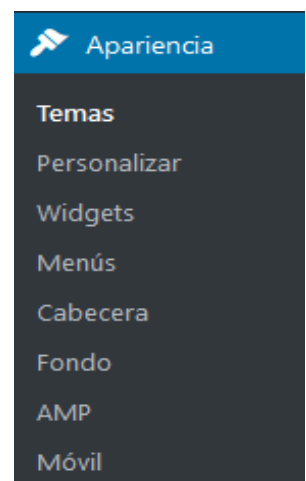 Apariencia
Temas
Personalizar
Widgets
Menús
Cabecera
Fondo
AMP
Móvil